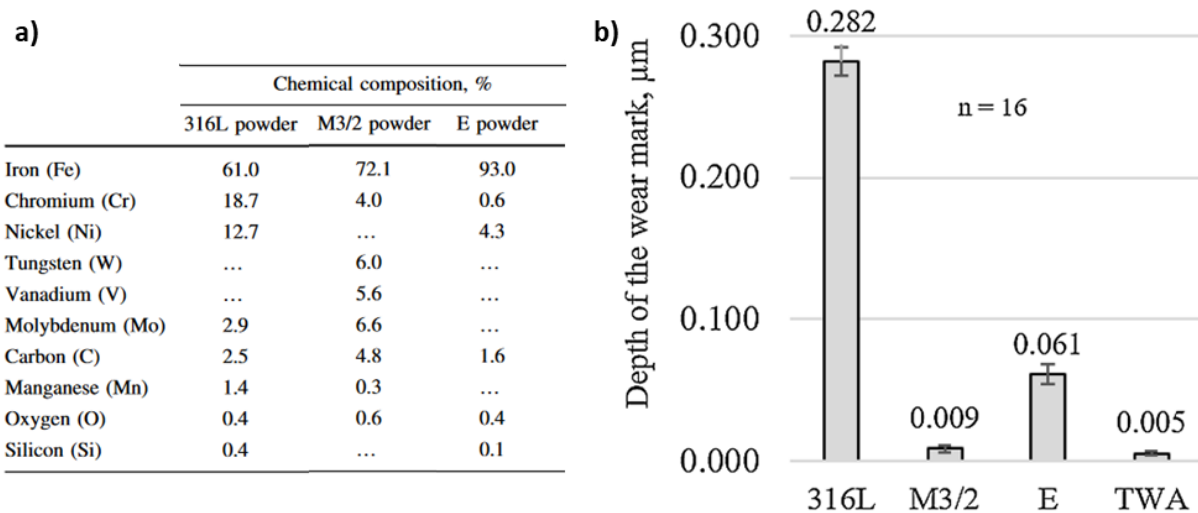 a)
Chemical composition, %
316L powder M3/2 powder E powder
Iron (Fe) 61.0 72.1 93.0
Chromium (Cr) 18.7 4.0 0.6
Nickel (Ni) 12.7 ... 4.3
Tungsten (W) ... 6.0 ...
Vanadium (V) ... 5.6 ...
Molybdenum (Mo) 2.9 6.6 ...
Carbon (C) 2.5 4.8 1.6
Manganese (Mn) 1.4 0.3 ...
Oxygen (O) 0.4 0.6 0.4
Silicon (Si) 0.4 ... 0.1
b)
Depth of the wear mark, μm
0.300
0.200
0.100
0.000
0.282
n = 16
0.009
0.061
0.005
316L M3/2 E TWA